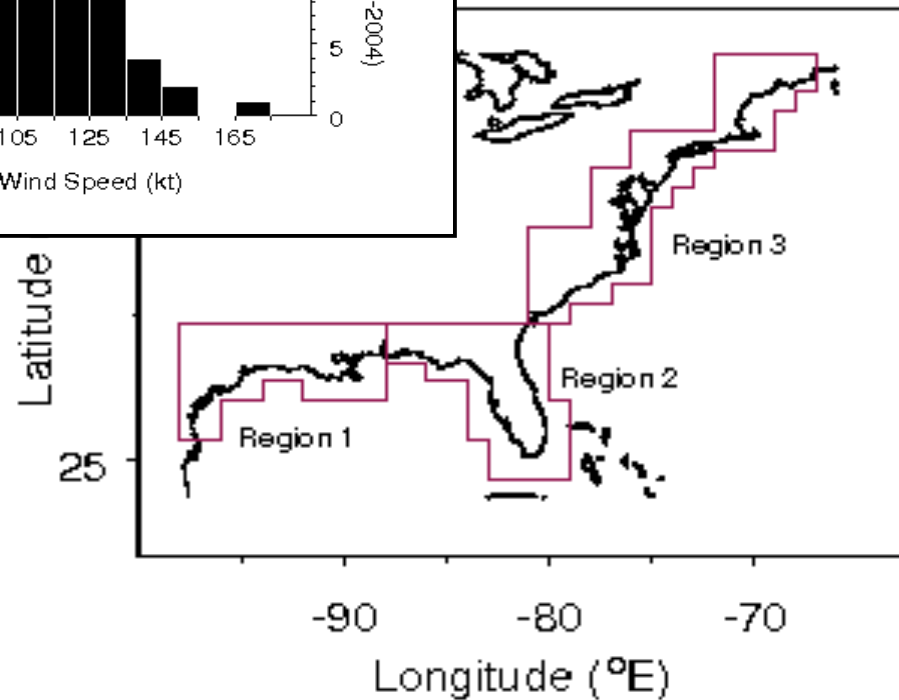 -2004)
5
0
105 125 145 165
Wind Speed (kt)
Region 3
Latitude
Region 2
Region 1
25
-90 -80 -70
Longitude (°E)